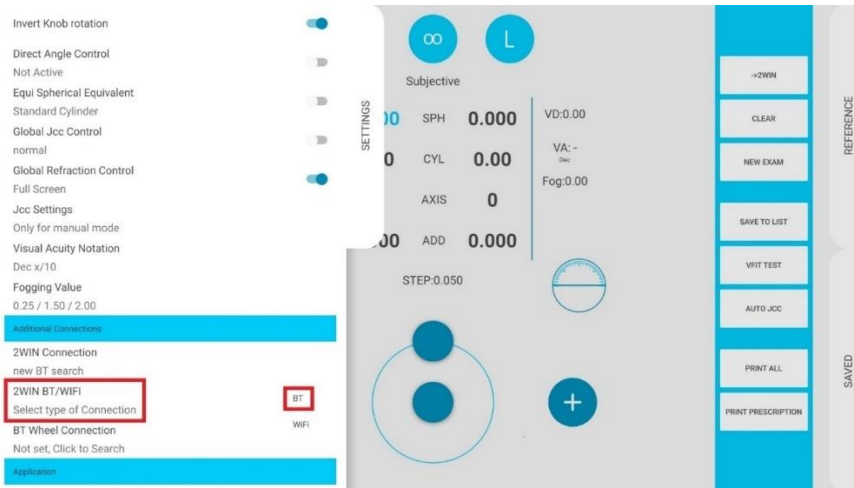 Invert Knob rotation
Direct Angle Control
Not Active
Equi Spherical Equivalent
Standard Cylinder
Global Jcc Control
normal
Global Refraction Control
Full Screen
Jcc Settings
Only for manual mode
Visual Acuity Notation
Dec x/10
Fogging Value
0.25 / 1.50 / 2.00
Additional Connections
2WIN Connection
new BT search
2WIN BT/WIFI
Select type of Connection
BT
WiFi
BT Wheel Connection
Not set, Click to Search
Application
SETTINGS
∞ L
Subjective
00 SPH 0.000
0 CYL 0.00
AXIS 0
00 ADD 0.000
STEP:0.050
VD:0.00
VA: -
Dec
Fog:0.00
+
->2WIN
CLEAR
NEW EXAM
SAVE TO LIST
VFIT TEST
AUTO JCC
PRINT ALL
PRINT PRESCRIPTION
REFERENCE
SAVED